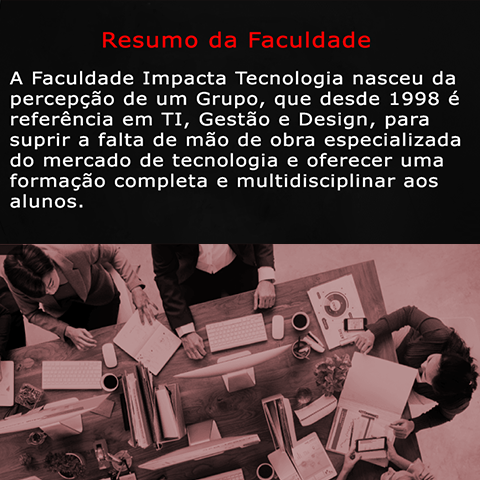 Resumo da Faculdade
A Faculdade Impacta Tecnologia nasceu da
percepção de um Grupo, que desde 1998 é
referência em TI, Gestão e Design, para
suprir a falta de mão de obra especializada
do mercado de tecnologia e oferecer uma
formação completa e multidisciplinar aos
alunos.